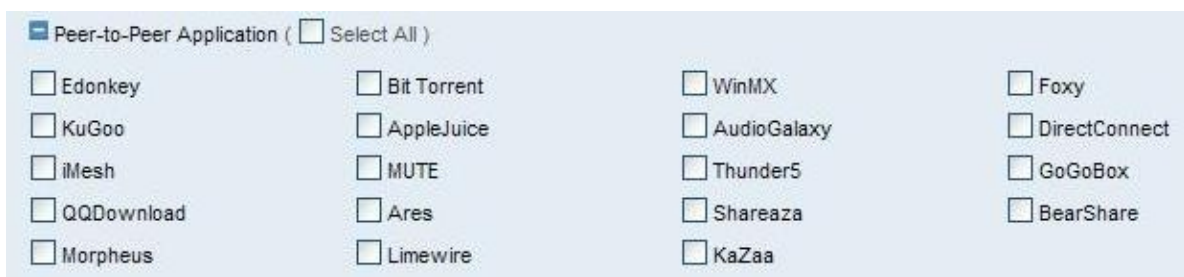 Peer-to-Peer Application ( Select All )
Edonkey Bit Torrent WinMX Foxy
KuGoo AppleJuice AudioGalaxy DirectConnect
iMesh MUTE Thunder5 GoGoBox
QQDownload Ares Shareaza BearShare
Morpheus Limewire KaZaa